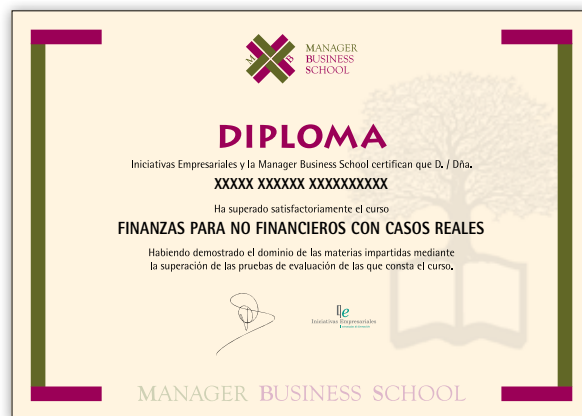 M B
MANAGER
BUSINESS
SCHOOL
DIPLOMA
Iniciativas Empresariales y la Manager Business School certifican que D. / Dña.
XXXXX XXXXXX XXXXXXXXXX
Ha superado satisfactoriamente el curso
FINANZAS PARA NO FINANCIEROS CON CASOS REALES
Habiendo demostrado el dominio de las materias impartidas mediante
la superación de las pruebas de evaluación de las que consta el curso.
Iniciativas Empresariales
MANAGER BUSINESS SCHOOL